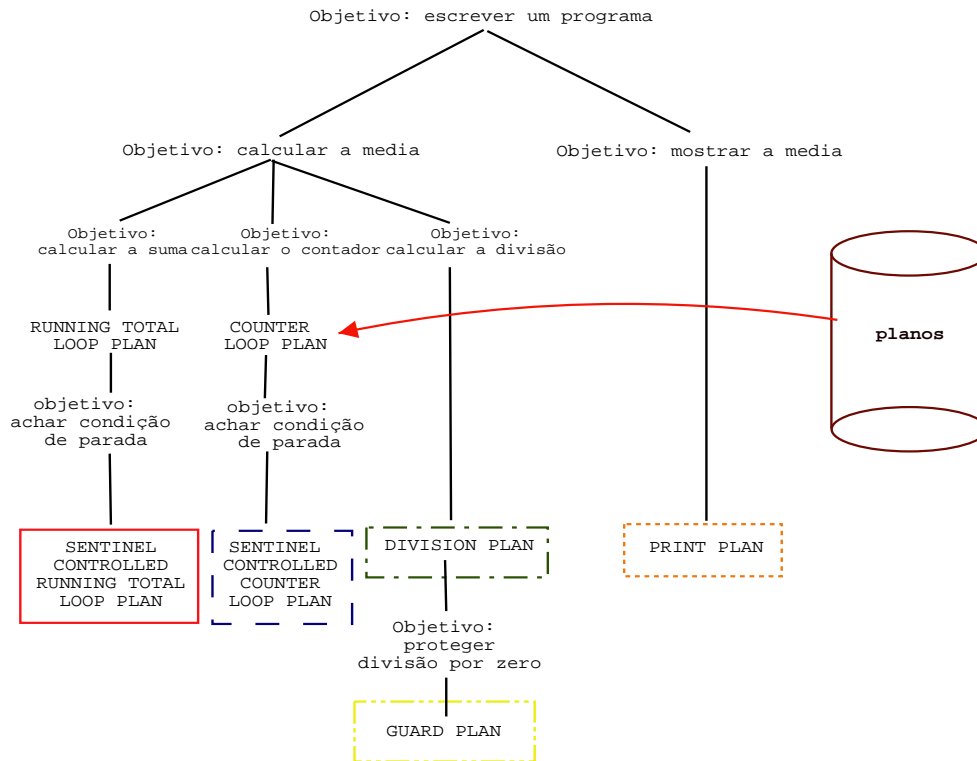 Objetivo: escrever um programa
Objetivo: calcular a media
Objetivo: mostrar a media
Objetivo:
calcular a suma
Objetivo:
calcular o contador
Objetivo:
calcular a divisão
RUNNING TOTAL
LOOP PLAN
COUNTER
LOOP PLAN
planos
objetivo:
achar condição
de parada
objetivo:
achar condição
de parada
SENTINEL
CONTROLLED
RUNNING TOTAL
LOOP PLAN
SENTINEL
CONTROLLED
COUNTER
LOOP PLAN
DIVISION PLAN
PRINT PLAN
Objetivo:
proteger
divisão por zero
GUARD PLAN